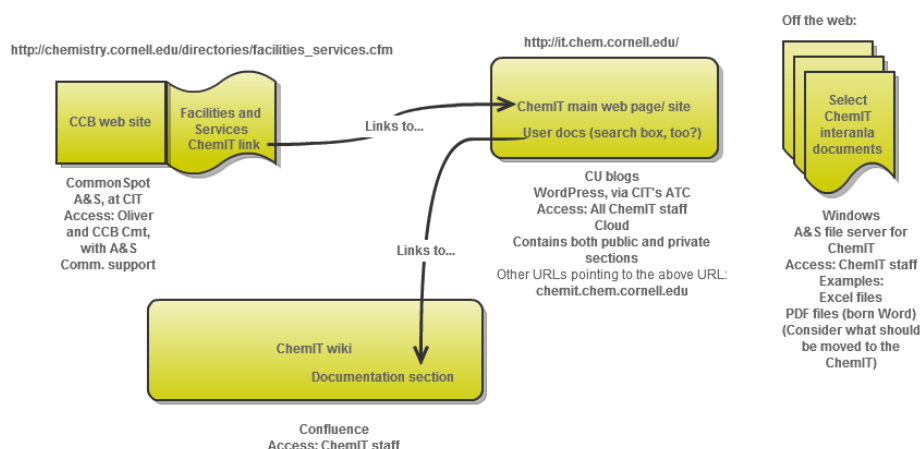 http://chemistry.cornell.edu/directories/facilities_services.cfm
CCB web site
Facilities and
Services
ChemIT link
CommonSpot
A&S, at CIT
Access: Oliver
and CCB Cmt,
with A&S
Comm. support
Links to...
http://it.chem.cornell.edu/
ChemIT main web page/ site
User docs (search box, too?)
CU blogs
WordPress, via CIT's ATC
Access: All ChemIT staff
Cloud
Contains both public and private
sections
Other URLs pointing to the above URL:
chemit.chem.cornell.edu
Links to...
ChemIT wiki
Documentation section
Confluence
Access: ChemIT staff
Off the web:
Select
ChemIT
interanla
documents
Windows
A&S file server for
ChemIT
Access: ChemIT staff
Examples:
Excel files
PDF files (born Word)
(Consider what should
be moved to the
ChemIT)